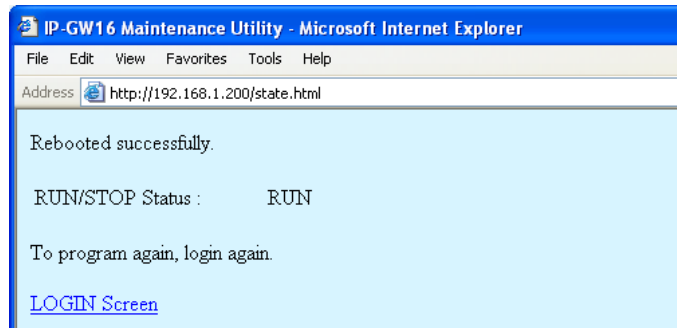 IP-GW16 Maintenance Utility - Microsoft Internet Explorer
File Edit View Favorites Tools Help
Address http://192.168.1.200/state.html
Rebooted successfully.
RUN/STOP Status : RUN
To program again, login again.
LOGIN Screen